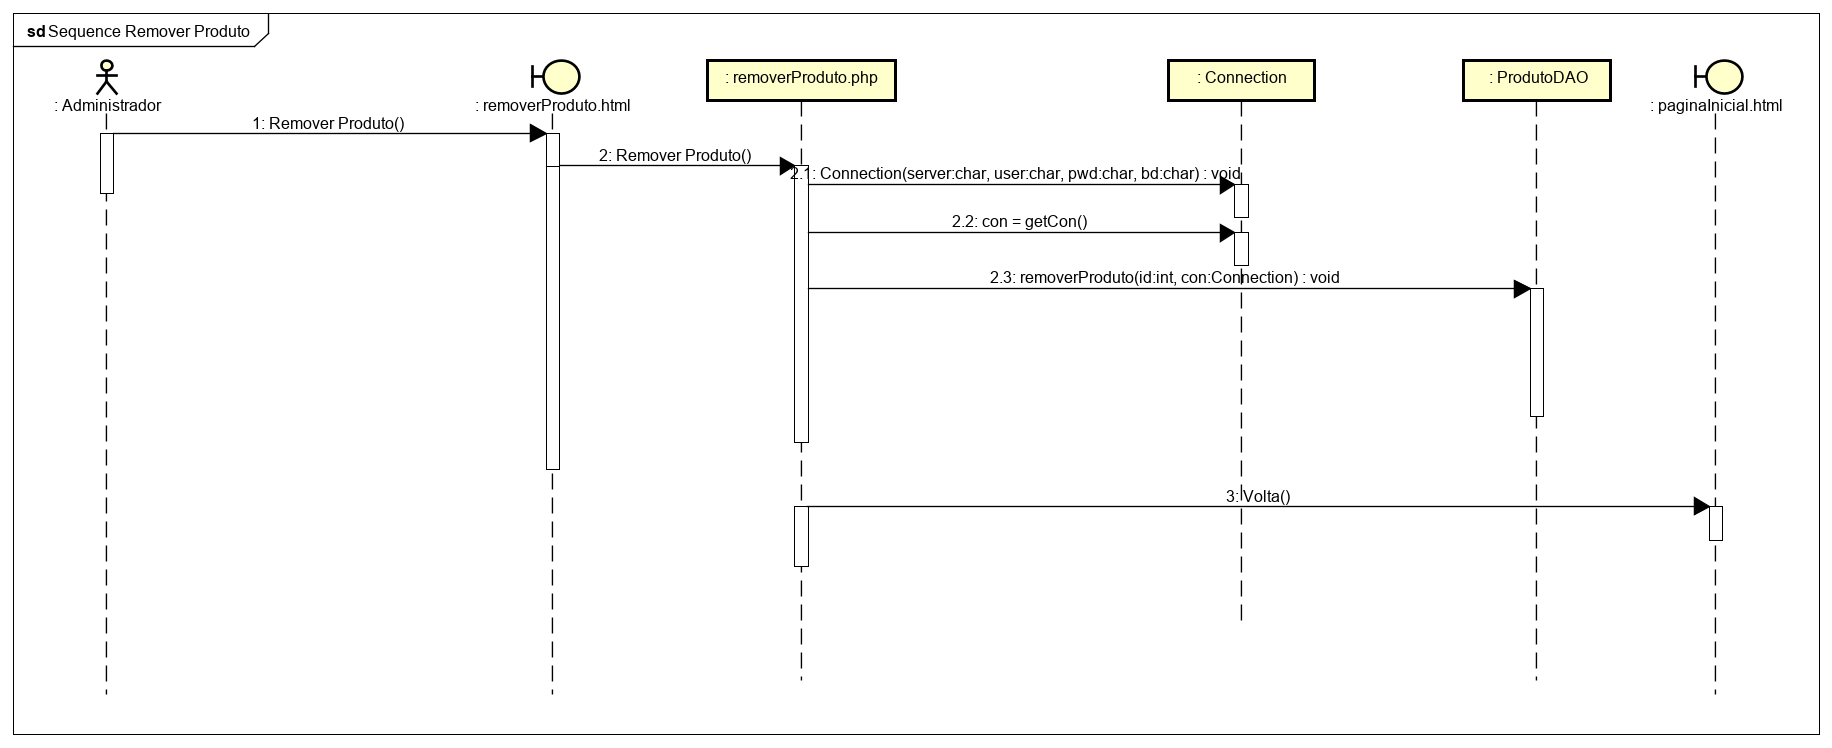 sd Sequence Remover Produto
: Administrador
: removerProduto.html
: removerProduto.php
: Connection
: ProdutoDAO
: paginaInicial.html
1: Remover Produto()
2: Remover Produto()
2.1: Connection(server:char, user:char, pwd:char, bd:char) : void
2.2: con = getCon()
2.3: removerProduto(id:int, con:Connection) : void
3: Volta()